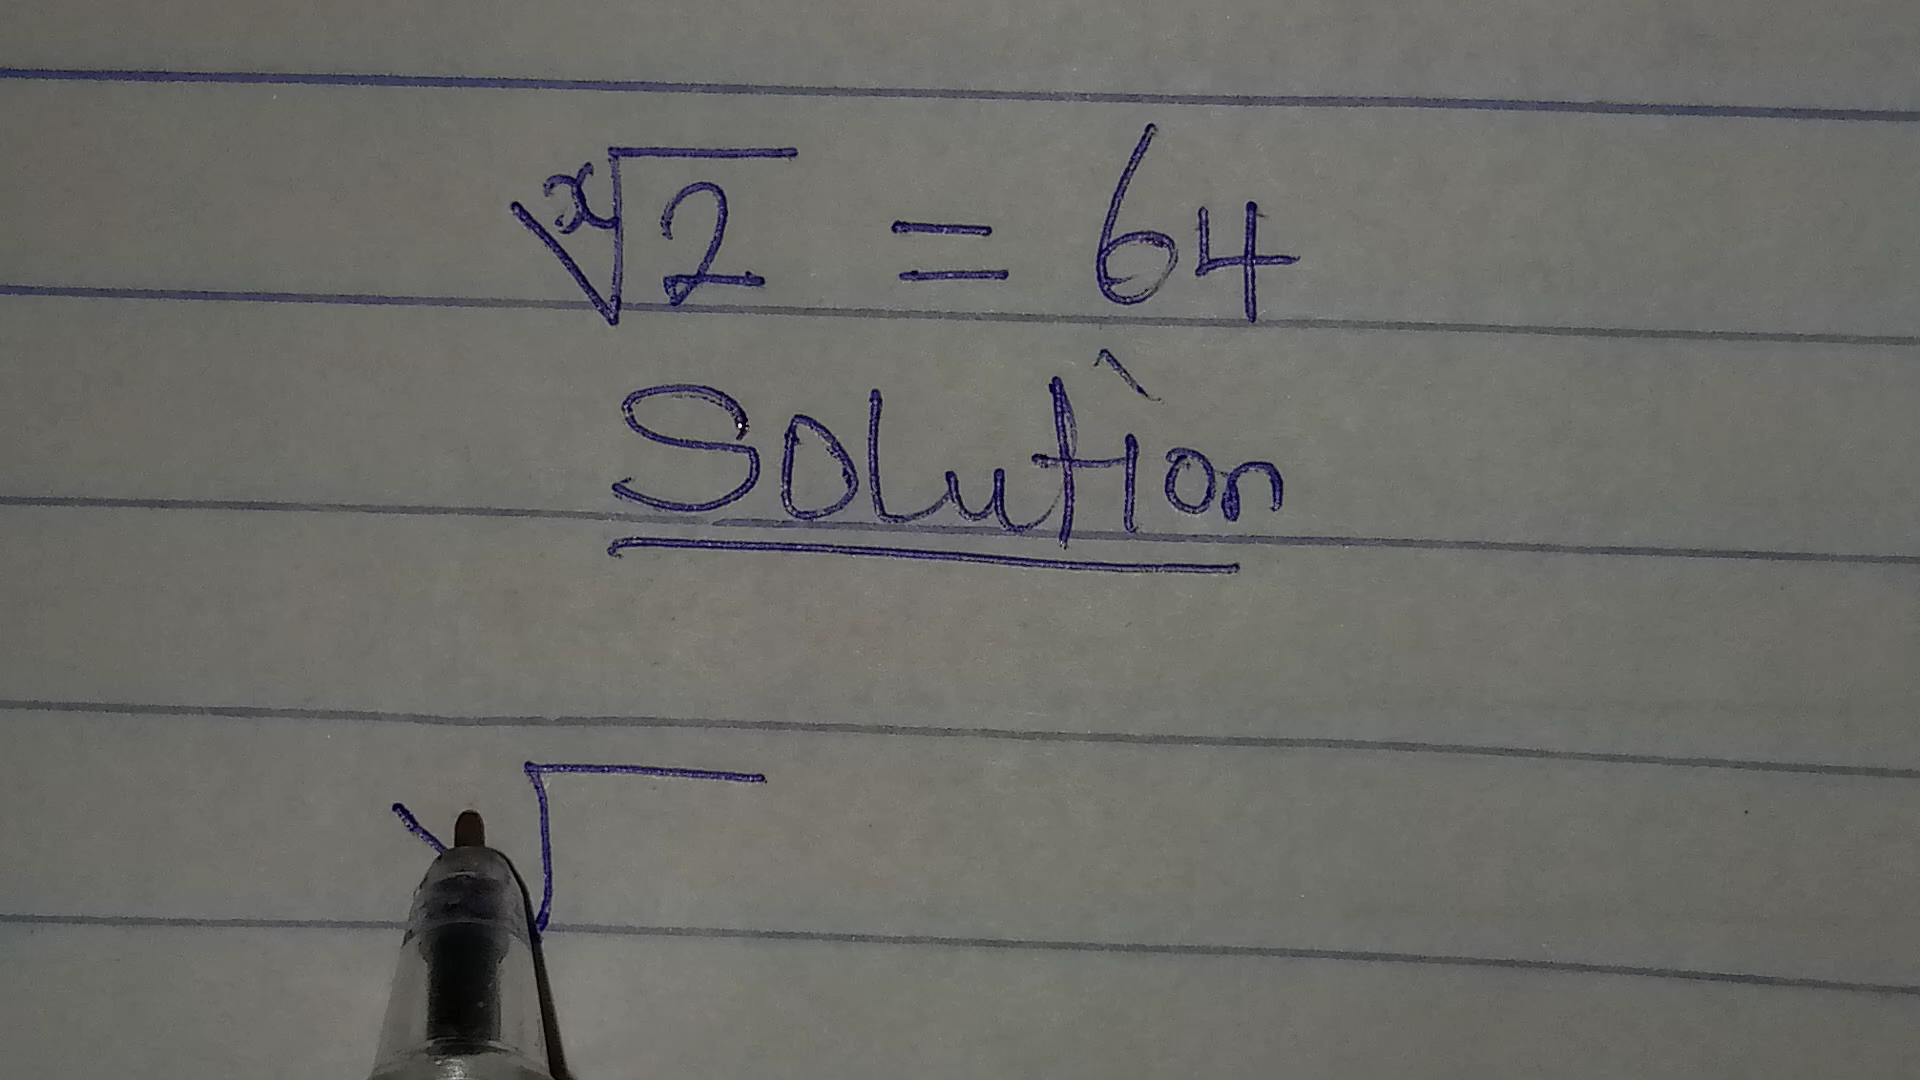 ˣ√2 = 64
Solution
√